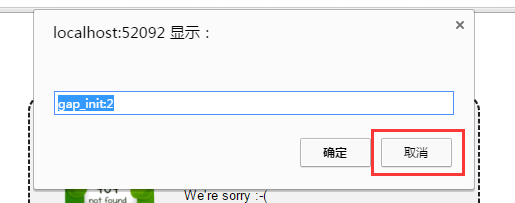 localhost:52092 显示：
×
gap_init:2
确定
取消
404
not found
We're sorry :-(